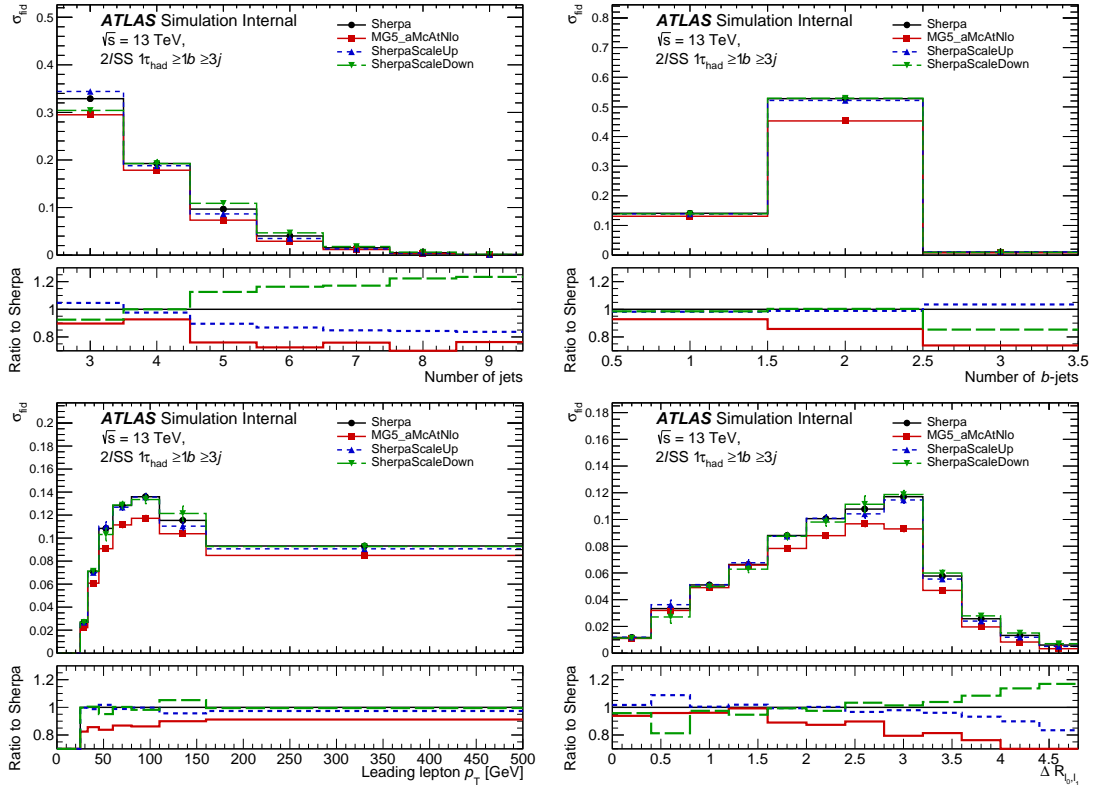 σfid
ATLAS Simulation Internal
√s = 13 TeV,
2lSS 1τhad ≥1b ≥3j
Sherpa
MG5_aMcAtNlo
SherpaScaleUp
SherpaScaleDown
0.5
0.4
0.3
0.2
0.1
0
Ratio to Sherpa
1.2
1
0.8
3 4 5 6 7 8 9
Number of jets
σfid
ATLAS Simulation Internal
√s = 13 TeV,
2lSS 1τhad ≥1b ≥3j
Sherpa
MG5_aMcAtNlo
SherpaScaleUp
SherpaScaleDown
0.8
0.7
0.6
0.5
0.4
0.3
0.2
0.1
0
Ratio to Sherpa
1.2
1
0.8
0.5 1 1.5 2 2.5 3 3.5
Number of b-jets
σfid
ATLAS Simulation Internal
√s = 13 TeV,
2lSS 1τhad ≥1b ≥3j
Sherpa
MG5_aMcAtNlo
SherpaScaleUp
SherpaScaleDown
0.2
0.18
0.16
0.14
0.12
0.1
0.08
0.06
0.04
0.02
0
Ratio to Sherpa
1.2
1
0.8
0 50 100 150 200 250 300 350 400 450 500
Leading lepton pT [GeV]
σfid
ATLAS Simulation Internal
√s = 13 TeV,
2lSS 1τhad ≥1b ≥3j
Sherpa
MG5_aMcAtNlo
SherpaScaleUp
SherpaScaleDown
0.18
0.16
0.14
0.12
0.1
0.08
0.06
0.04
0.02
0
Ratio to Sherpa
1.2
1
0.8
0 0.5 1 1.5 2 2.5 3 3.5 4 4.5
Δ Rl0,l1